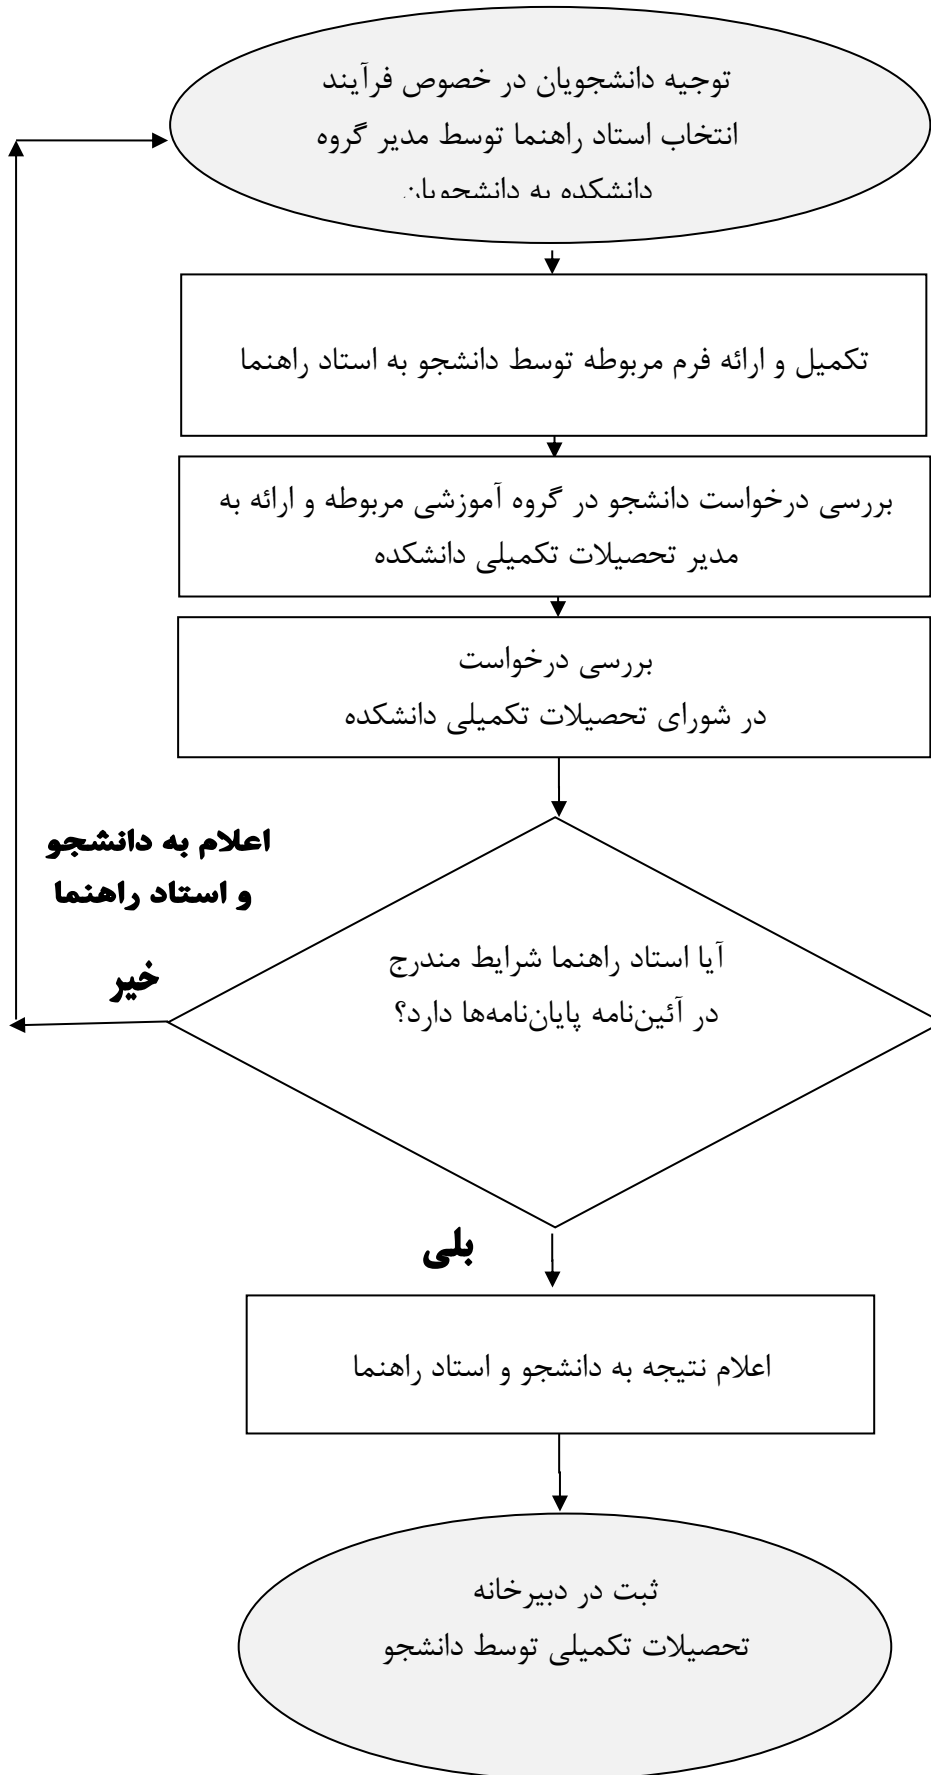 توجیه دانشجویان در خصوص فرآیند
انتخاب استاد راهنما توسط مدیر گروه
دانشکده به دانشجویان
تکمیل و ارائه فرم مربوطه توسط دانشجو به استاد راهنما
بررسی درخواست دانشجو در گروه آموزشی مربوطه و ارائه به
مدیر تحصیلات تکمیلی دانشکده
بررسی درخواست
در شورای تحصیلات تکمیلی دانشکده
اعلام به دانشجو
و استاد راهنما
خیر
آیا استاد راهنما شرایط مندرج
در آئین‌نامه پایان‌نامه‌ها دارد؟
بلی
اعلام نتیجه به دانشجو و استاد راهنما
ثبت در دبیرخانه
تحصیلات تکمیلی توسط دانشجو